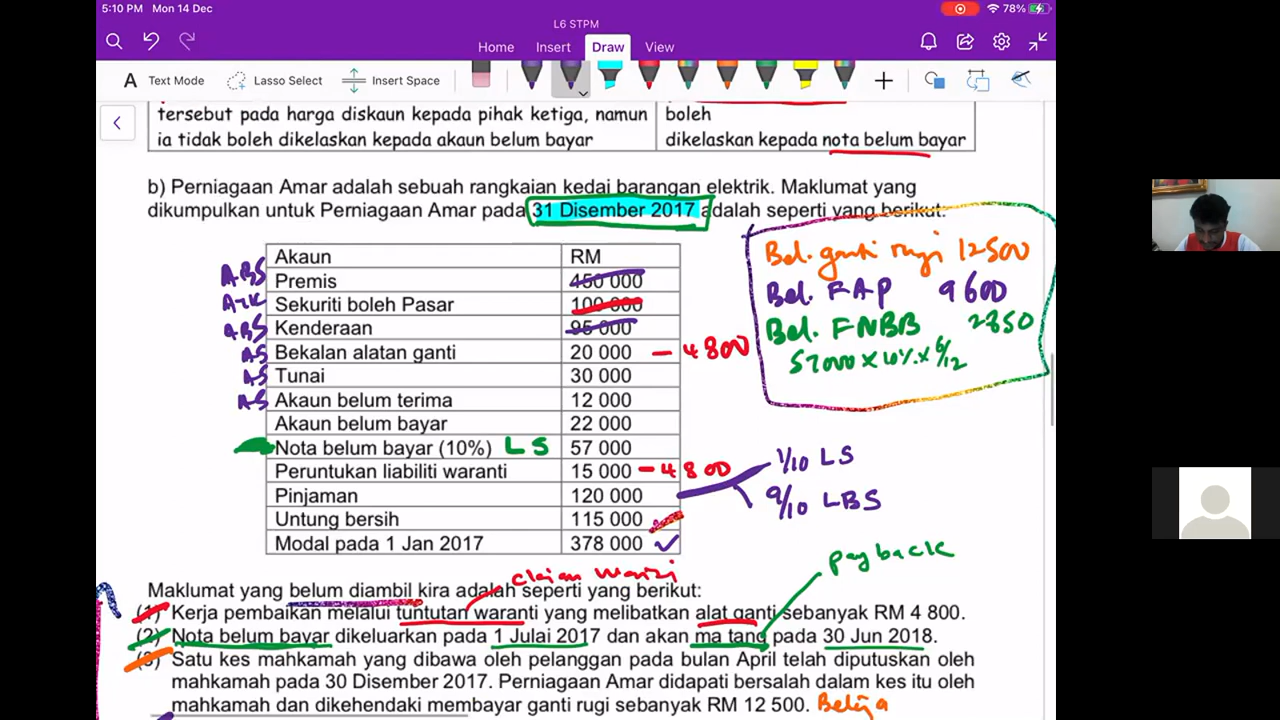 5:10 PM Mon 14 Dec
78%
L6 STPM
Home Insert Draw View
A Text Mode Lasso Select Insert Space
tersebut pada harga diskaun kepada pihak ketiga, namun
ia tidak boleh dikelaskan kepada akaun belum bayar
boleh
dikelaskan kepada nota belum bayar
b) Perniagaan Amar adalah sebuah rangkaian kedai barangan elektrik. Maklumat yang
dikumpulkan untuk Perniagaan Amar pada 31 Disember 2017 adalah seperti yang berikut:
Akaun RM
ABS Premis 450 000
Sekuriti boleh Pasar 100 000
ABS Kenderaan 95 000
AS Bekalan alatan ganti 20 000 - 4800
AS Tunai 30 000
AS Akaun belum terima 12 000
Akaun belum bayar 22 000
Nota belum bayar (10%) LS 57 000
Peruntukan liabiliti waranti 15 000 - 4800
Pinjaman 120 000
Untung bersih 115 000
Modal pada 1 Jan 2017 378 000
Bel. ganti rugi 12500
Bel. FAP 9600
Bel. FNBB 2850
57000 x 10% x 6/12
1/10 LS
9/10 LBS
payback
Maklumat yang belum diambil kira adalah seperti yang berikut:
(1) Kerja pembaikan melalui tuntutan waranti yang melibatkan alat ganti sebanyak RM 4 800.
(2) Nota belum bayar dikeluarkan pada 1 Julai 2017 dan akan matang pada 30 Jun 2018.
(3) Satu kes mahkamah yang dibawa oleh pelanggan pada bulan April telah diputuskan oleh
mahkamah pada 30 Disember 2017. Perniagaan Amar didapati bersalah dalam kes itu oleh
mahkamah dan dikehendaki membayar ganti rugi sebanyak RM 12 500.